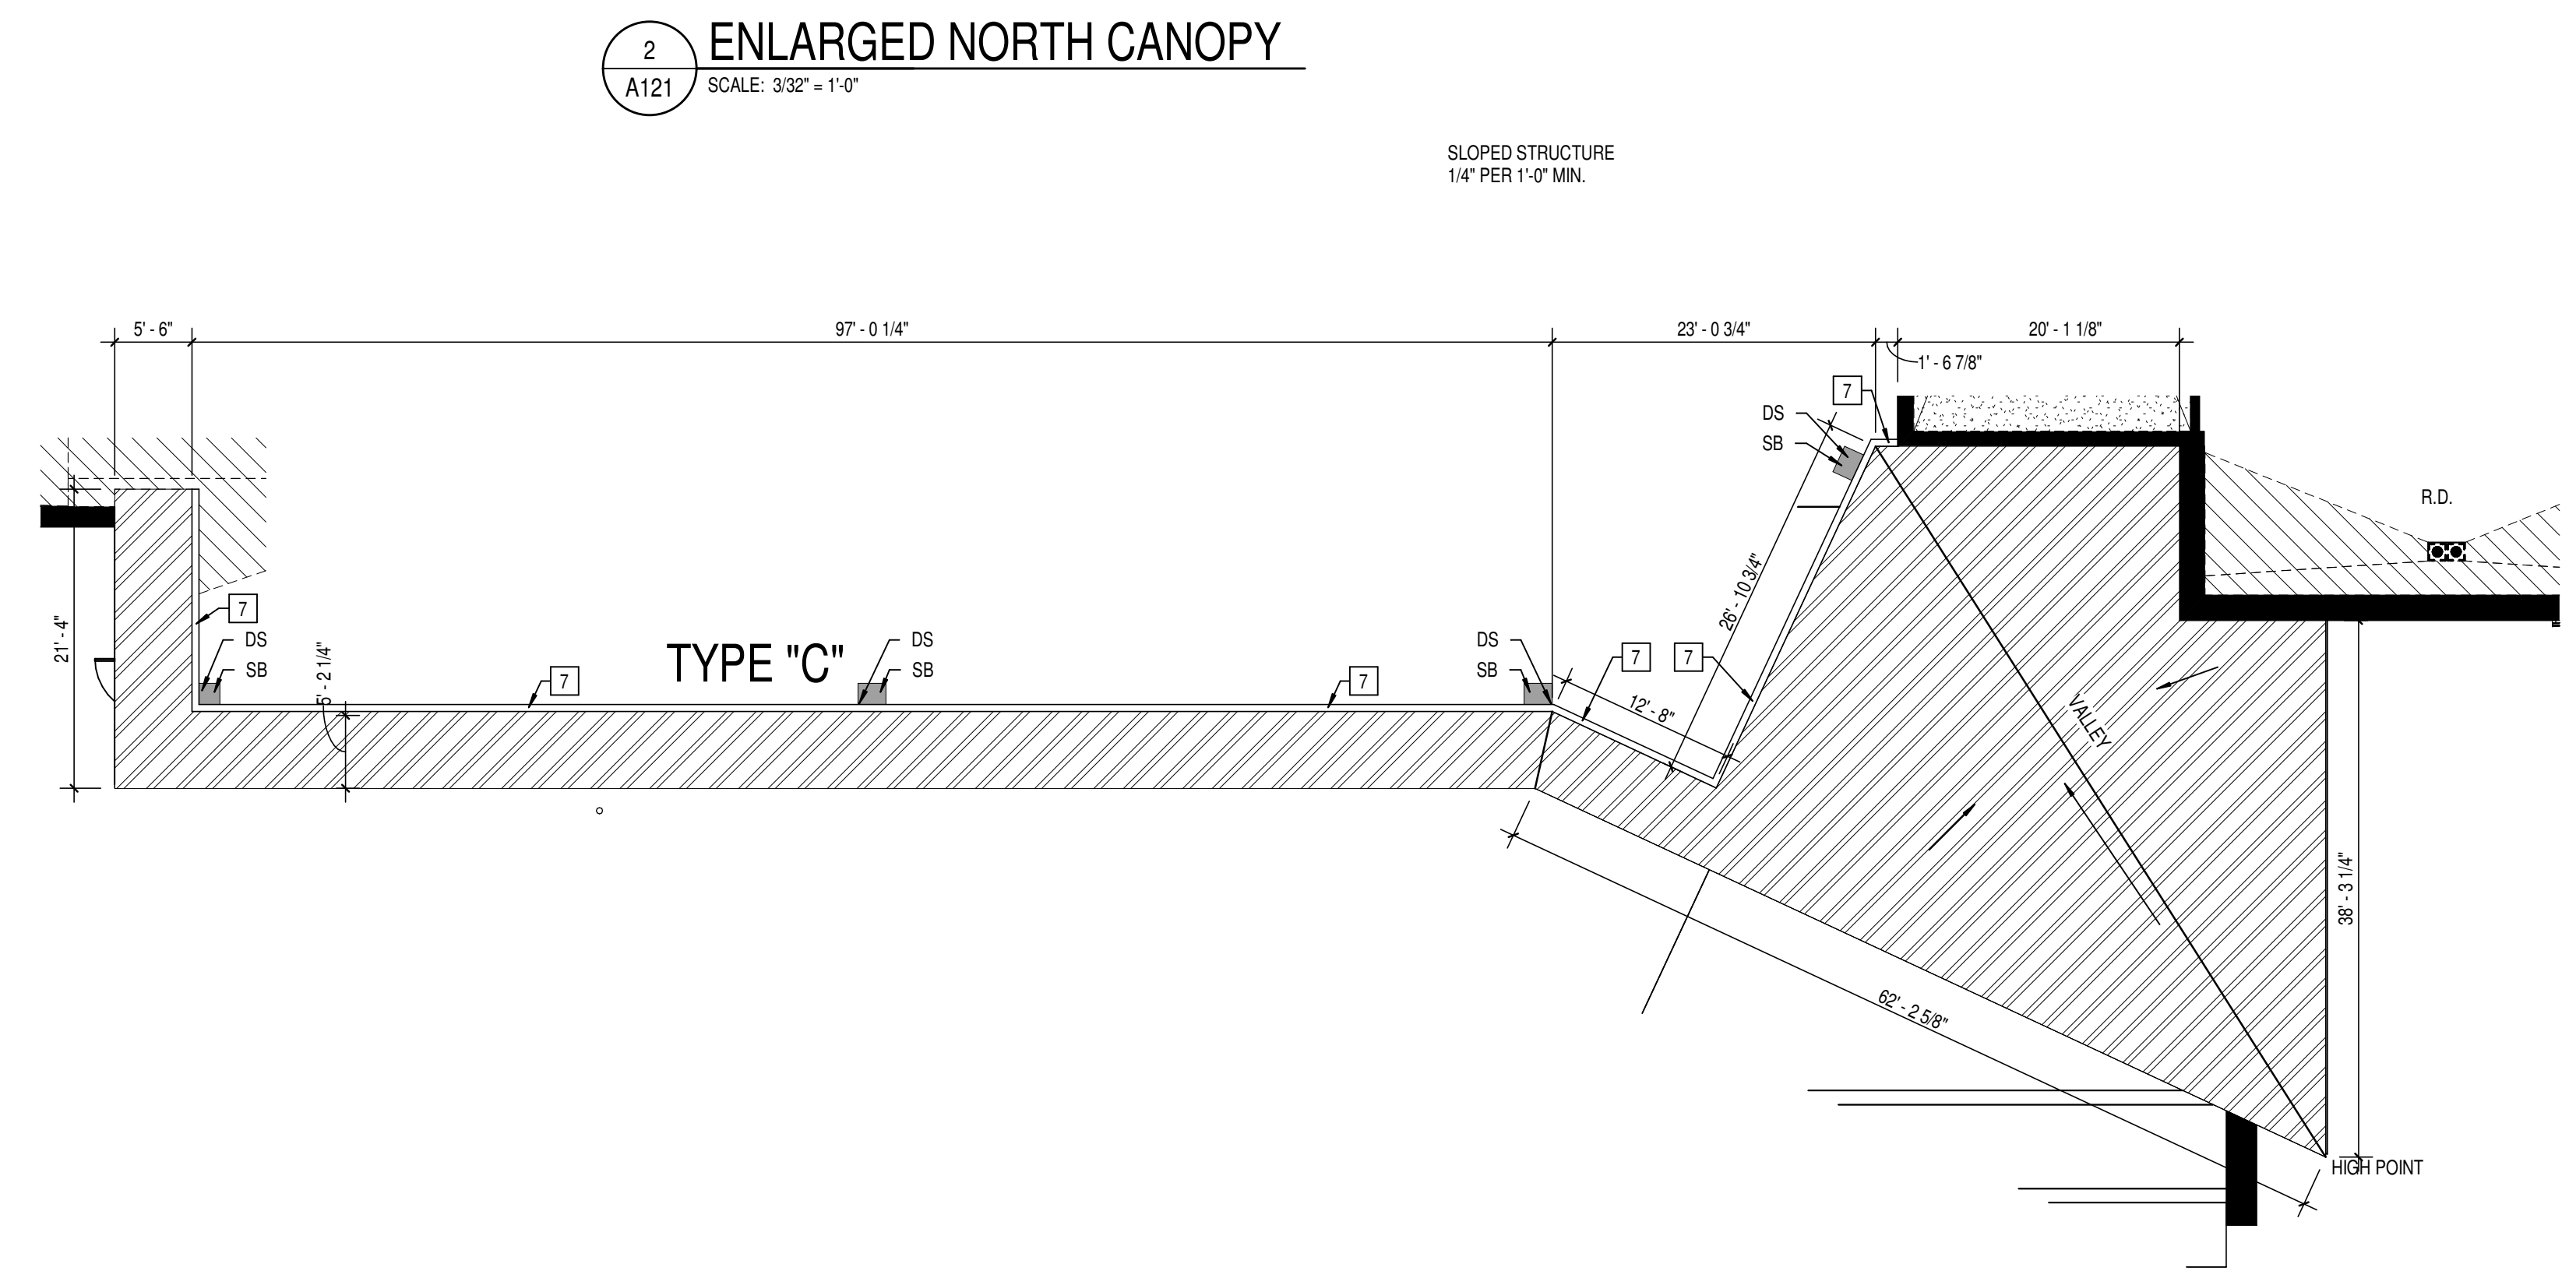 2
A121
ENLARGED NORTH CANOPY
SCALE: 3/32" = 1'-0"
SLOPED STRUCTURE
1/4" PER 1'-0" MIN.
5' - 6"
97' - 0 1/4"
23' - 0 3/4"
20' - 1 1/8"
1' - 6 7/8"
7
DS
SB
R.D.
21' - 4"
7
DS
SB
5' - 2 1/4"
7
TYPE "C"
DS
SB
7
DS
SB
7
7
12' - 8"
26' - 10 3/4"
VALLEY
38' - 3 1/4"
62' - 2 5/8"
HIGH POINT